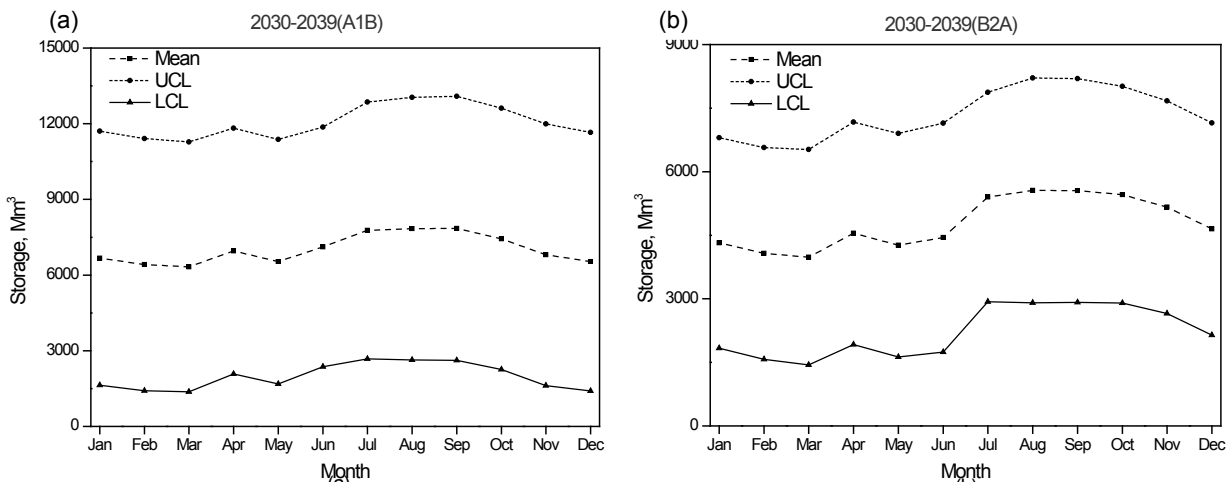 (a)
2030-2039(A1B)
15000
12000
9000
6000
3000
0
Storage, Mm³
Mean
UCL
LCL
Jan Feb Mar Apr May Jun Jul Aug Sep Oct Nov Dec
Month
(b)
2030-2039(B2A)
9000
6000
3000
0
Storage, Mm³
Mean
UCL
LCL
Jan Feb Mar Apr May Jun Jul Aug Sep Oct Nov Dec
Month